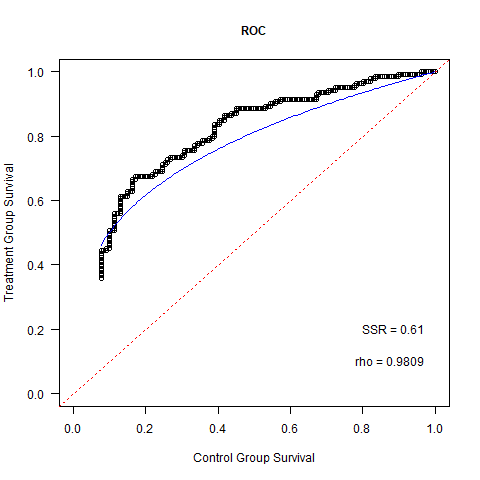 ROC
1.0
0.8
0.6
0.4
0.2
0.0
Treatment Group Survival
SSR = 0.61
rho = 0.9809
0.0 0.2 0.4 0.6 0.8 1.0
Control Group Survival